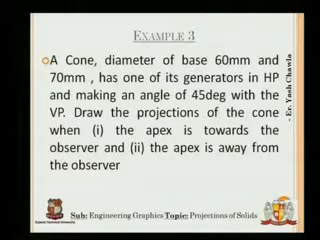 EXAMPLE 3
A Cone, diameter of base 60mm and
70mm , has one of its generators in HP
and making an angle of 45deg with the
VP. Draw the projections of the cone
when (i) the apex is towards the
observer and (ii) the apex is away from
the observer
- Er. Yash Chawla
Gujarat Technological University
Sub: Engineering Graphics Topic: Projections of Solids